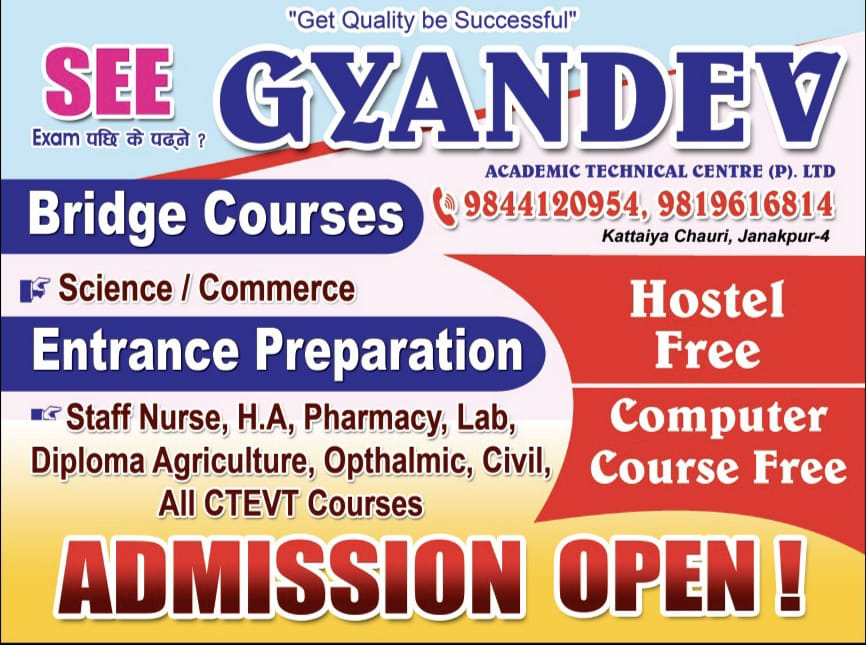 "Get Quality be Successful"
SEE
GYANDEV
Exam पछि के पढ्ने ?
ACADEMIC TECHNICAL CENTRE (P). LTD
9844120954, 9819616814
Kattaiya Chauri, Janakpur-4
Bridge Courses
Science / Commerce
Entrance Preparation
Staff Nurse, H.A, Pharmacy, Lab,
Diploma Agriculture, Opthalmic, Civil,
All CTEVT Courses
Hostel
Free
Computer
Course Free
ADMISSION OPEN !